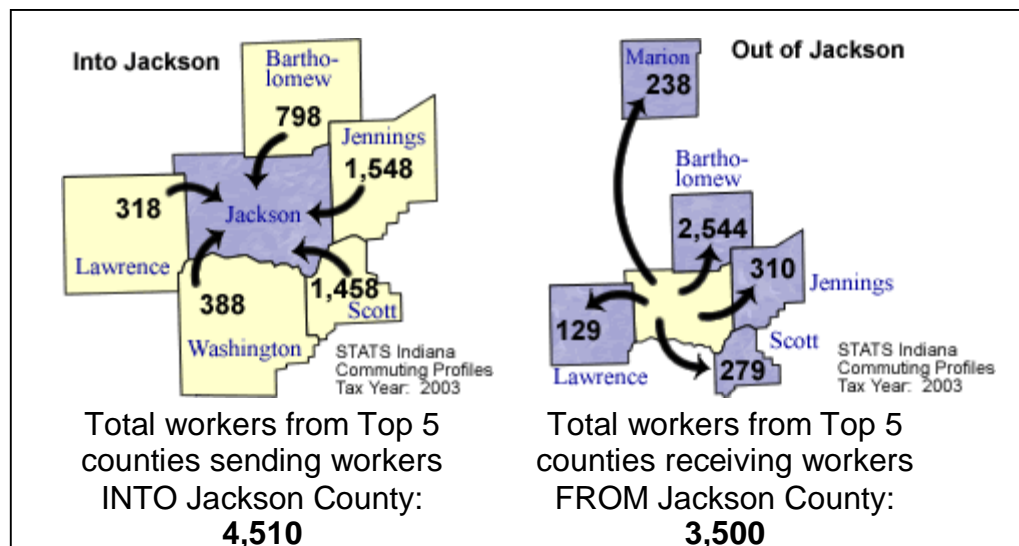 Into Jackson
Bartho-
lomew
798
Jennings
1,548
318
Jackson
Lawrence
388
1,458
Scott
Washington
STATS Indiana
Commuting Profiles
Tax Year: 2003
Total workers from Top 5
counties sending workers
INTO Jackson County:
4,510
Out of Jackson
Marion
238
Bartho-
lomew
2,544
310
Jennings
129
Scott
279
Lawrence
STATS Indiana
Commuting Profiles
Tax Year: 2003
Total workers from Top 5
counties receiving workers
FROM Jackson County:
3,500